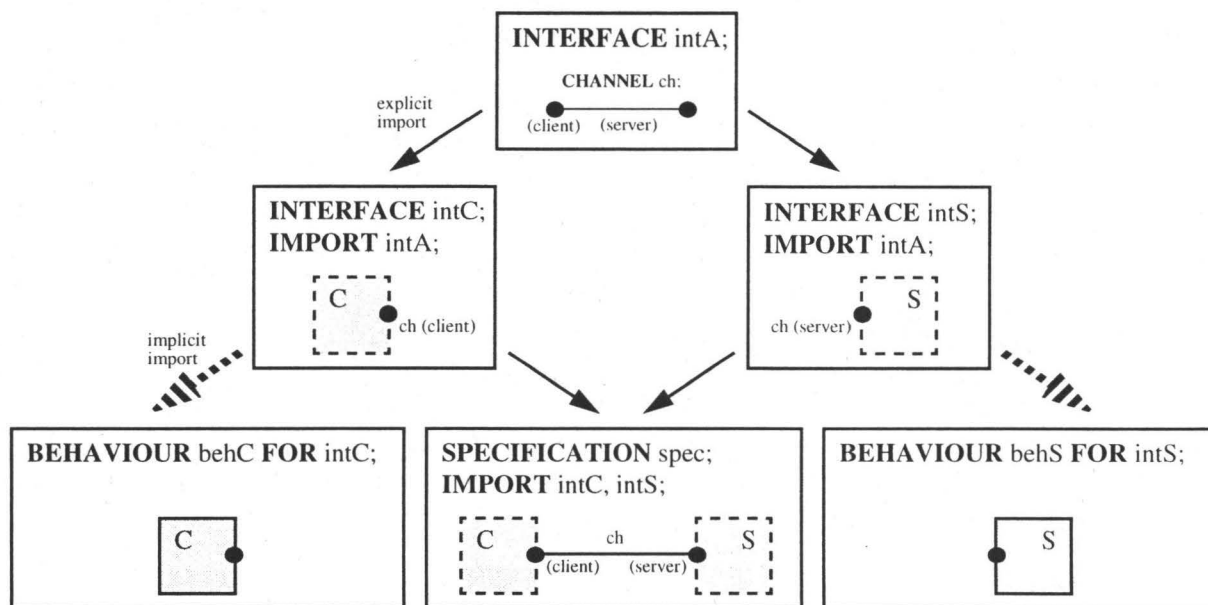 INTERFACE intA;
CHANNEL ch:
(client) (server)
explicit
import
INTERFACE intC;
IMPORT intA;
C
ch (client)
INTERFACE intS;
IMPORT intA;
S
ch (server)
implicit
import
BEHAVIOUR behC FOR intC;
C
SPECIFICATION spec;
IMPORT intC, intS;
C
ch
S
(client) (server)
BEHAVIOUR behS FOR intS;
S